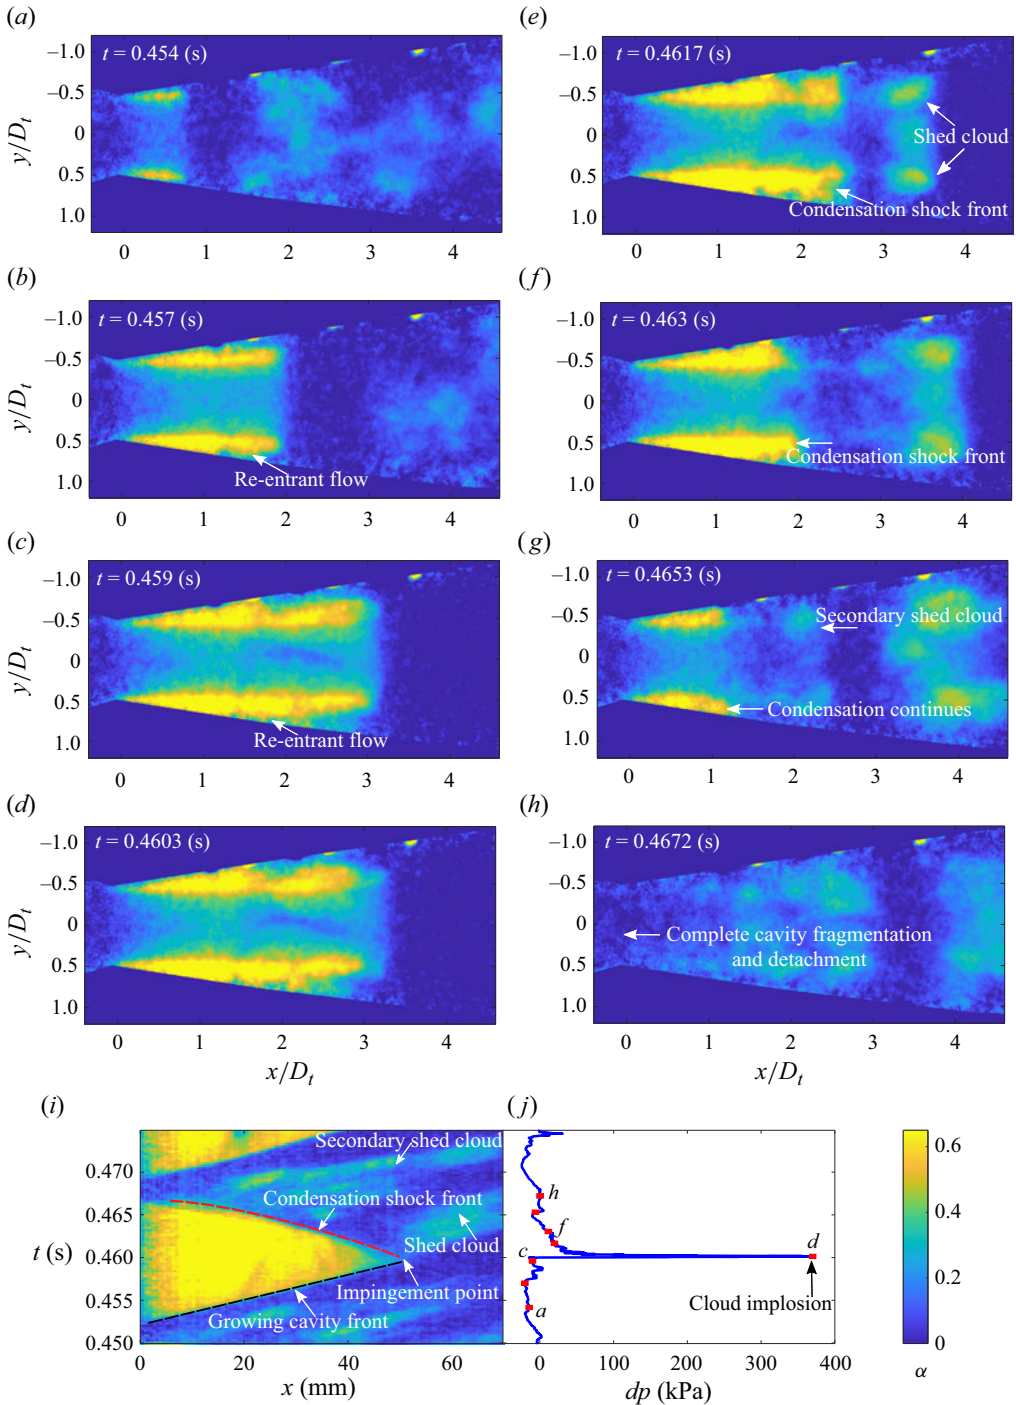 (a)
t = 0.454 (s)
–1.0
–0.5
0
0.5
1.0
y/D_t
0 1 2 3 4
(b)
t = 0.457 (s)
–1.0
–0.5
0
0.5
1.0
y/D_t
Re-entrant flow
0 1 2 3 4
(c)
t = 0.459 (s)
–1.0
–0.5
0
0.5
1.0
y/D_t
Re-entrant flow
0 1 2 3 4
(d)
t = 0.4603 (s)
–1.0
–0.5
0
0.5
1.0
y/D_t
0 1 2 3 4
x/D_t
(e)
t = 0.4617 (s)
–1.0
–0.5
0
0.5
1.0
Shed cloud
Condensation shock front
0 1 2 3 4
(f)
t = 0.463 (s)
–1.0
–0.5
0
0.5
1.0
Condensation shock front
0 1 2 3 4
(g)
t = 0.4653 (s)
–1.0
–0.5
0
0.5
1.0
Secondary shed cloud
Condensation continues
0 1 2 3 4
(h)
t = 0.4672 (s)
–1.0
–0.5
0
0.5
1.0
Complete cavity fragmentation
and detachment
0 1 2 3 4
x/D_t
(i)
0.470
0.465
0.460
0.455
0.450
t (s)
Secondary shed cloud
Condensation shock front
Shed cloud
Impingement point
Growing cavity front
0 20 40 60
x (mm)
(j)
h
f
d
c
a
Cloud implosion
0 100 200 300 400
dp (kPa)
0.6
0.4
0.2
0
α